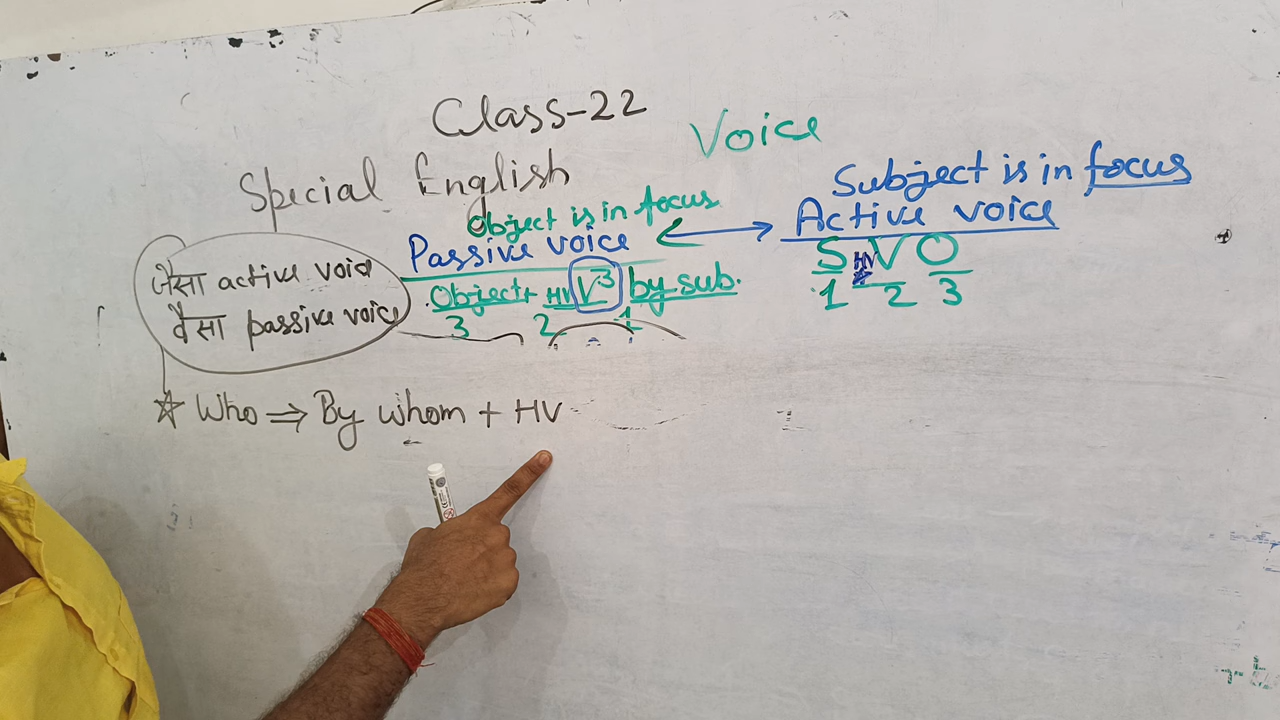 Class-22
Voice
Special English
Subject is in focus
Object is in focus
Active voice
Passive voice
S HV V O
1 2 3
Object + HV V³ by sub.
3 2 1
जैसा active voice
वैसा passive voice
☆ Who ⇒ By whom + HV